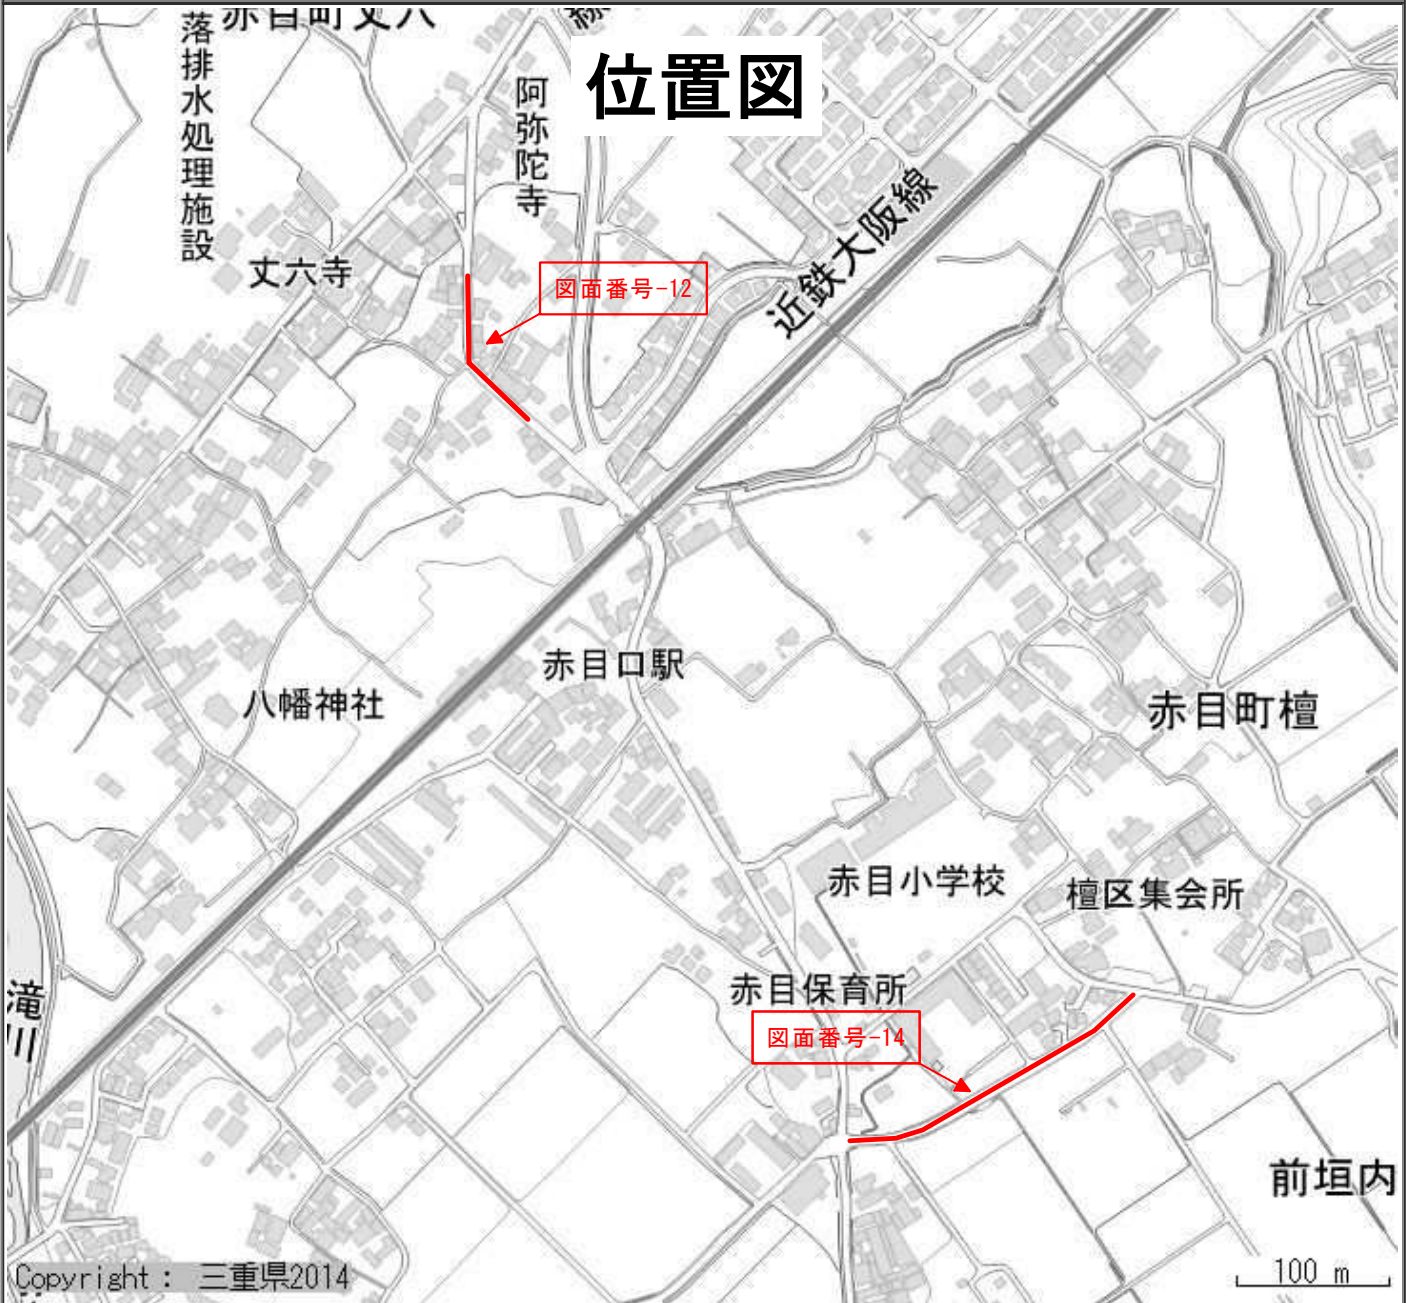 赤目町丈六
線
位置図
落排水処理施設
阿弥陀寺
丈六寺
近鉄大阪線
図面番号-12
赤目口駅
八幡神社
赤目町檀
赤目小学校
檀区集会所
赤目保育所
滝川
図面番号-14
前垣内
Copyright： 三重県2014
100 m